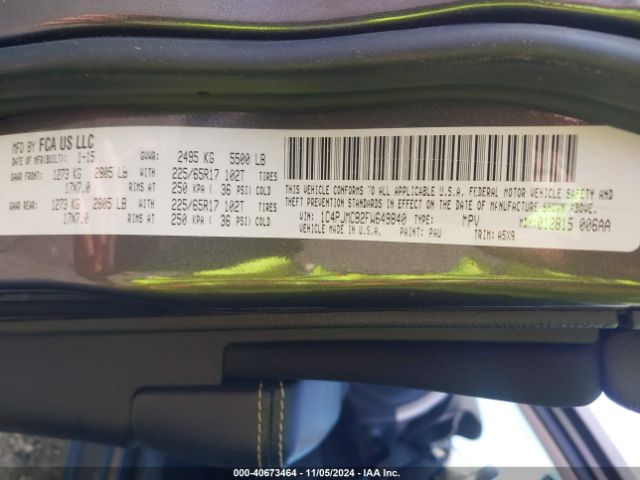 MFD BY FCA US LLC
DATE OF MFR/BUILT: 1-15 GVWR: 2495 KG 5500 LB
GAWR FRONT: 1273 KG 2805 LB WITH 225/65R17 102T TIRES
17X7.0 RIMS AT 250 KPA ( 36 PSI) COLD
GAWR REAR: 1273 KG 2805 LB WITH 225/65R17 102T TIRES
17X7.0 RIMS AT 250 KPA ( 36 PSI) COLD
THIS VEHICLE CONFORMS TO ALL APPLICABLE U.S.A. FEDERAL MOTOR VEHICLE SAFETY AND
THEFT PREVENTION STANDARDS IN EFFECT ON THE DATE OF MANUFACTURE SHOWN ABOVE.
VIN: 1C4PJMCB2FW649840 TYPE: MPV MDH: 012815 006AA
VEHICLE MADE IN U.S.A. PAINT: PAU TRIM: A5X9
000-40673464 - 11/05/2024 - IAA Inc.